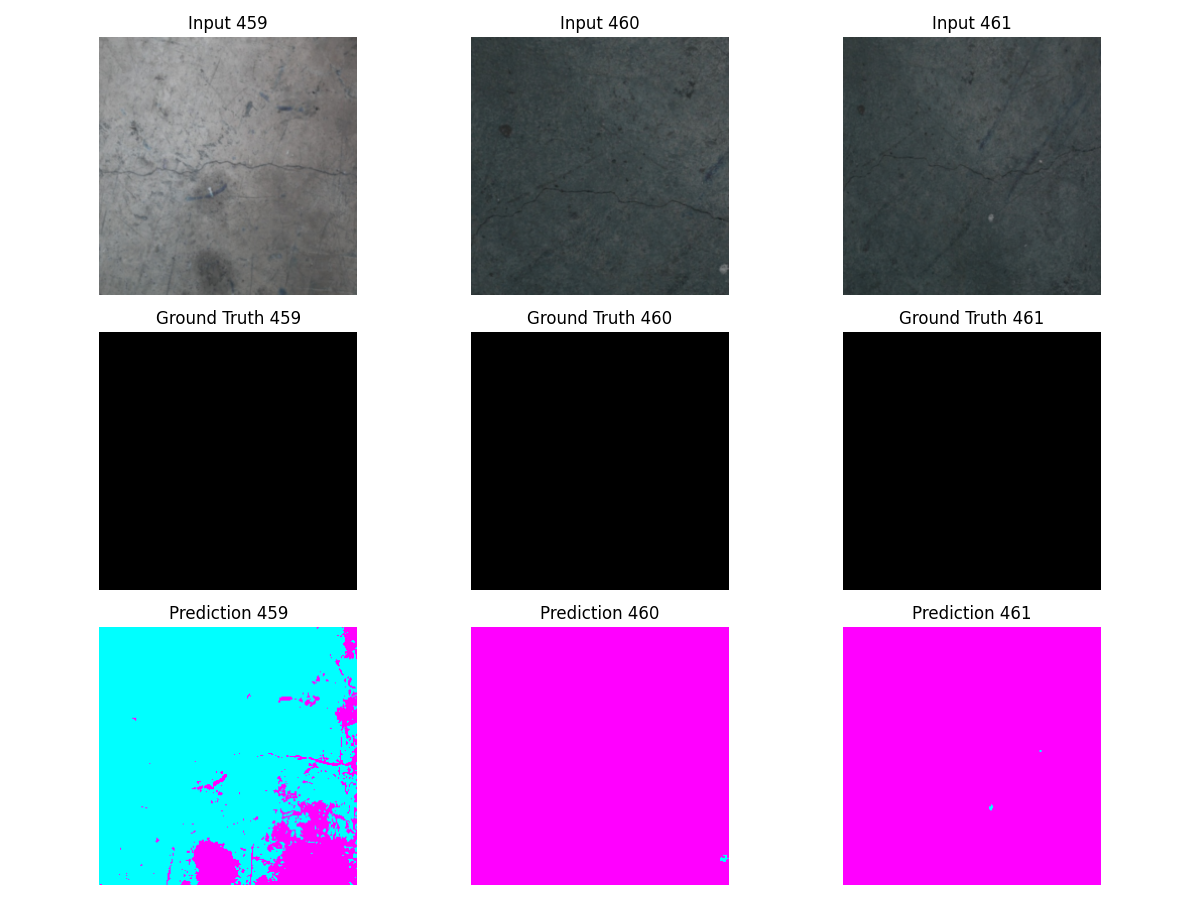 Input 459
Input 460
Input 461
Ground Truth 459
Ground Truth 460
Ground Truth 461
Prediction 459
Prediction 460
Prediction 461